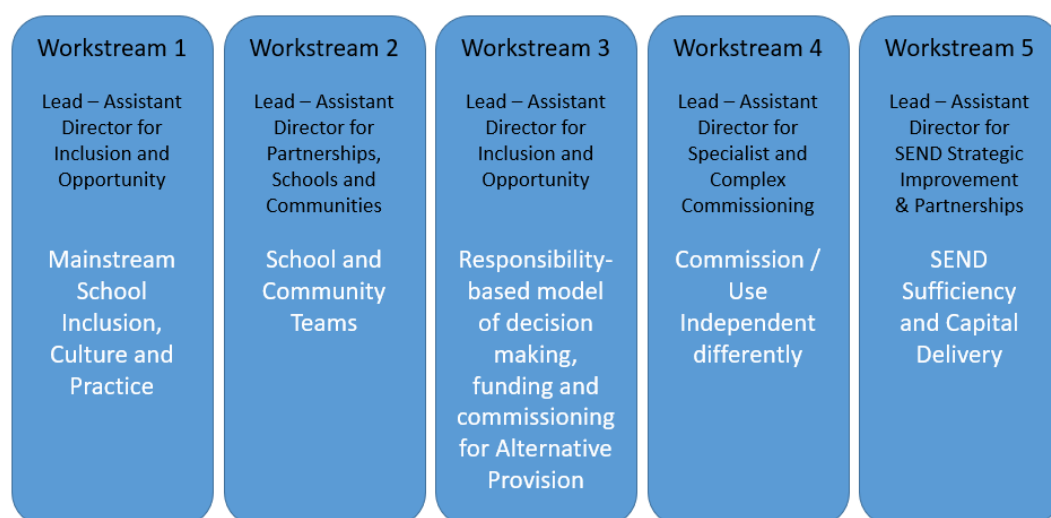 Workstream 1
Lead – Assistant
Director for
Inclusion and
Opportunity
Mainstream
School
Inclusion,
Culture and
Practice
Workstream 2
Lead – Assistant
Director for
Partnerships,
Schools and
Communities
School and
Community
Teams
Workstream 3
Lead – Assistant
Director for
Inclusion and
Opportunity
Responsibility-
based model
of decision
making,
funding and
commissioning
for Alternative
Provision
Workstream 4
Lead – Assistant
Director for
Specialist and
Complex
Commissioning
Commission /
Use
Independent
differently
Workstream 5
Lead – Assistant
Director for
SEND Strategic
Improvement
& Partnerships
SEND
Sufficiency
and Capital
Delivery